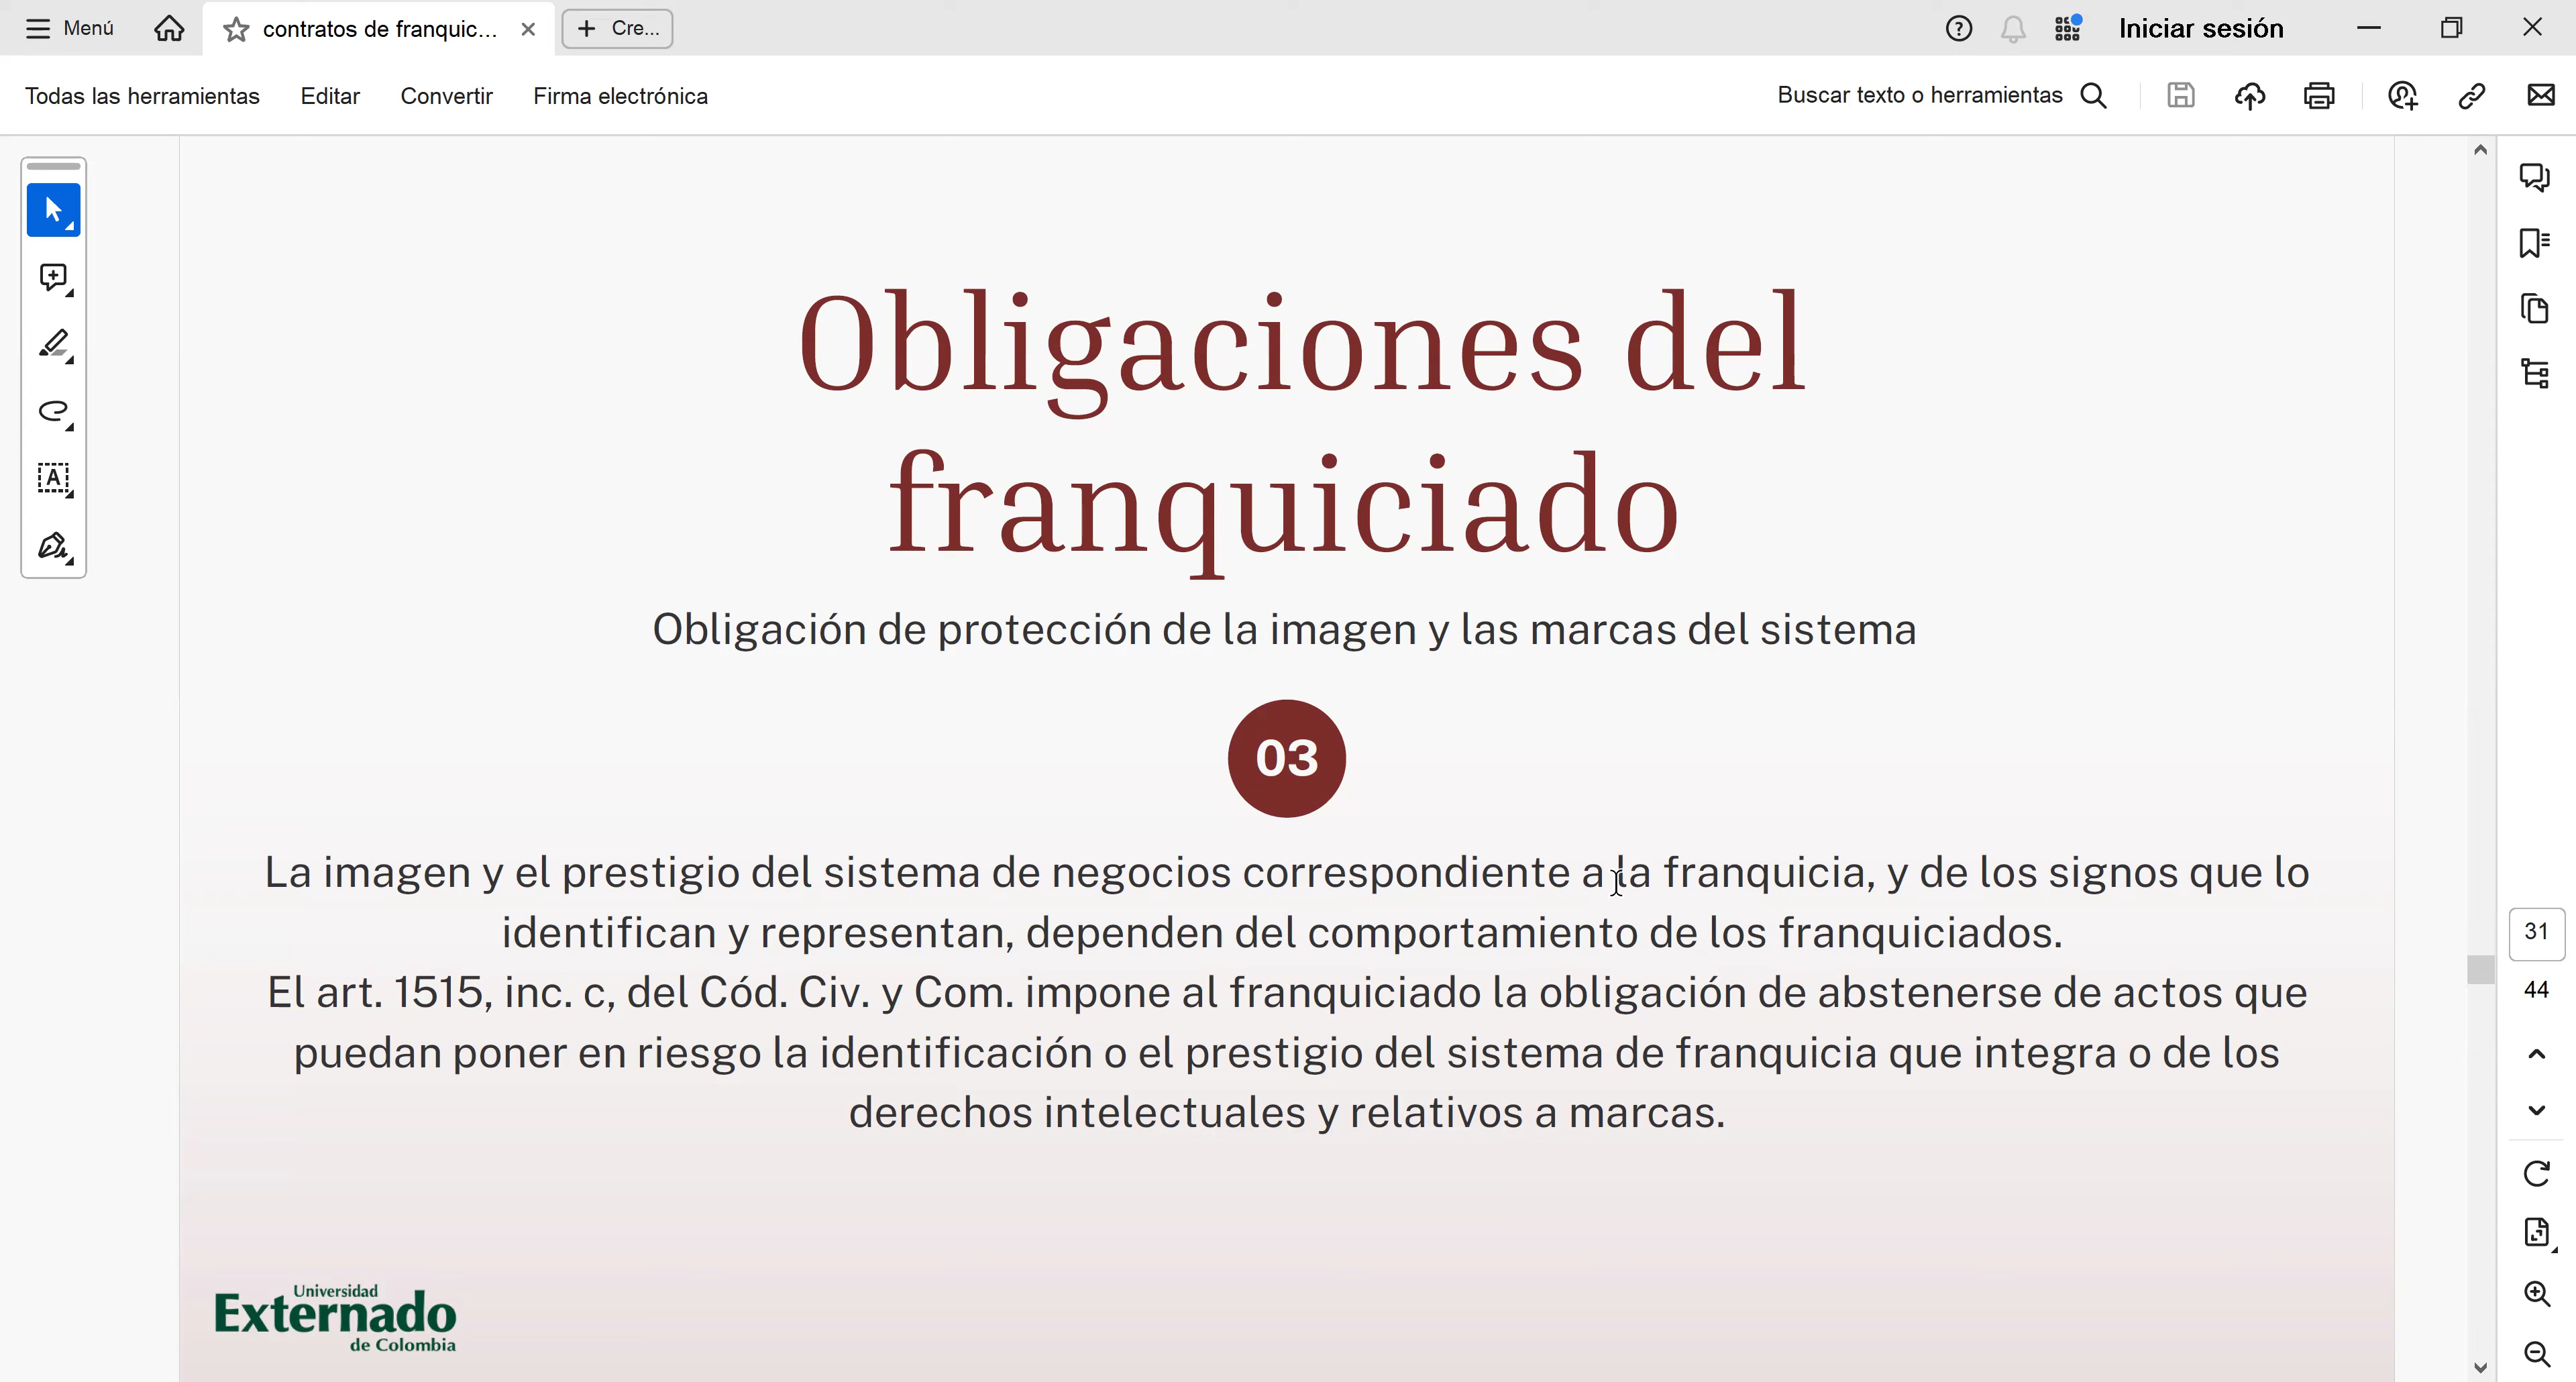 Menú
contratos de franquic...
Cre...
Iniciar sesión
Todas las herramientas
Editar
Convertir
Firma electrónica
Buscar texto o herramientas
Obligaciones del
franquiciado
Obligación de protección de la imagen y las marcas del sistema
03
La imagen y el prestigio del sistema de negocios correspondiente a la franquicia, y de los signos que lo
identifican y representan, dependen del comportamiento de los franquiciados.
El art. 1515, inc. c, del Cód. Civ. y Com. impone al franquiciado la obligación de abstenerse de actos que
puedan poner en riesgo la identificación o el prestigio del sistema de franquicia que integra o de los
derechos intelectuales y relativos a marcas.
31
44
Universidad
Externado
de Colombia